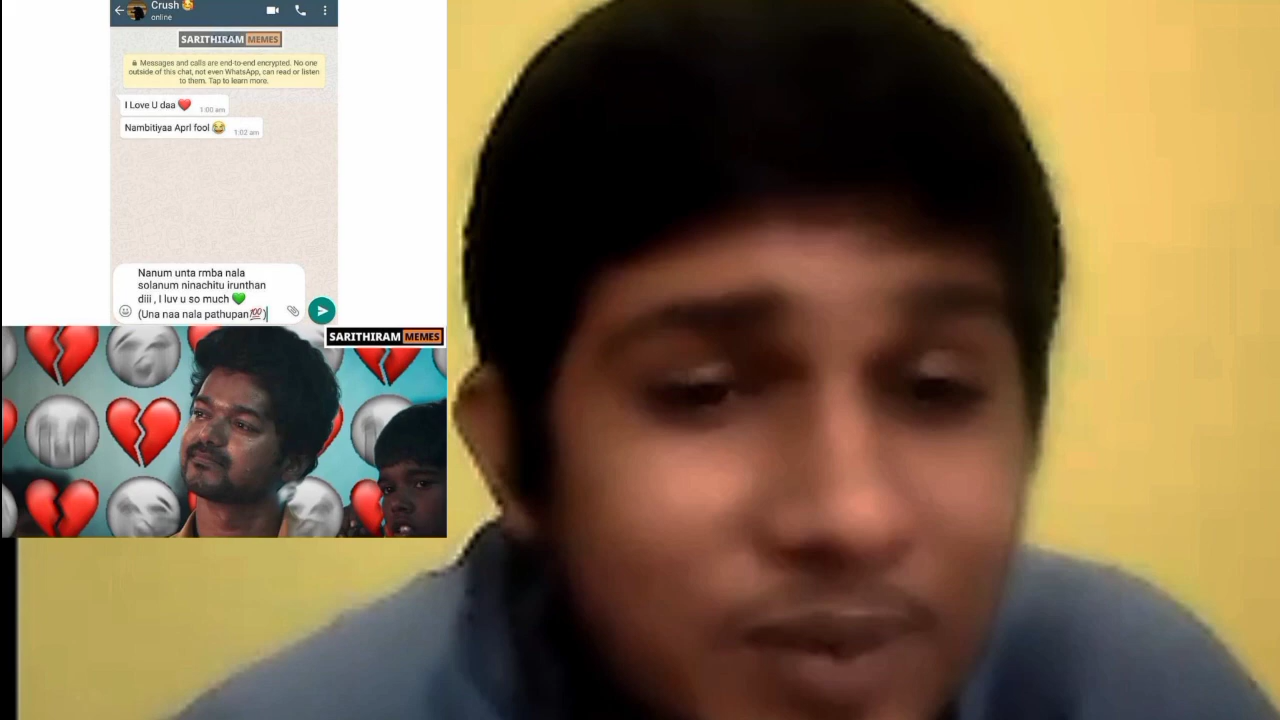 Crush 🥰
online
SARITHIRAM MEMES
🔒 Messages and calls are end-to-end encrypted. No one
outside of this chat, not even WhatsApp, can read or listen
to them. Tap to learn more.
I Love U daa ❤️
1:00 am
Nambitiyaa Aprl fool 😂
1:02 am
Nanum unta rmba nala
solanum ninachitu irunthan
diii , I luv u so much 💚
(Una naa nala pathupan💯)
SARITHIRAM MEMES